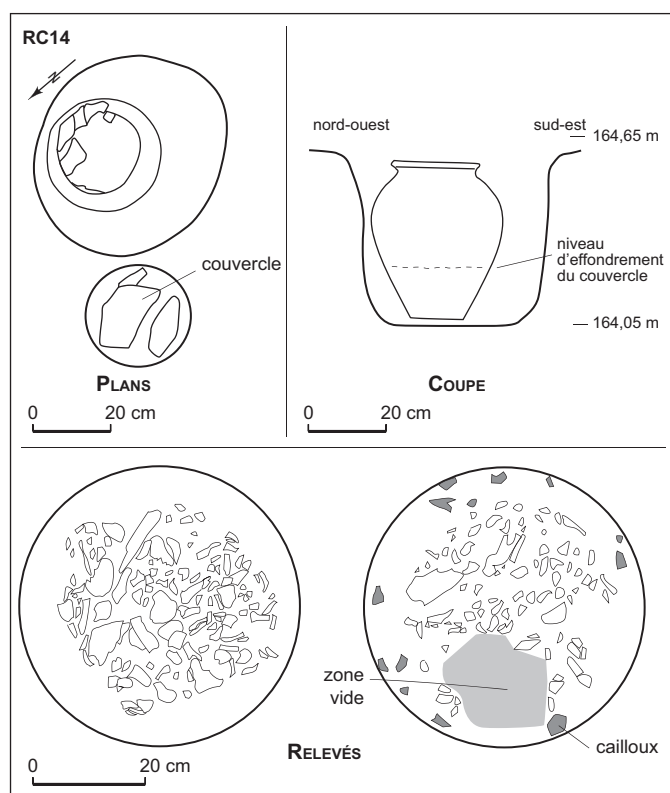 RC14
N
couvercle
PLANS
0 20 cm
nord-ouest
sud-est
164,65 m
niveau
d'effondrement
du couvercle
164,05 m
COUPE
0 20 cm
zone
vide
cailloux
RELEVÉS
0 20 cm